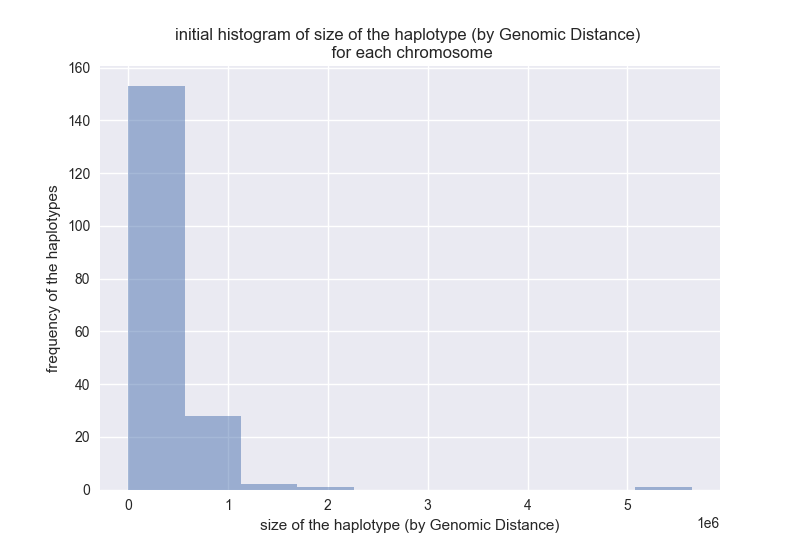 initial histogram of size of the haplotype (by Genomic Distance)
for each chromosome
160
140
120
100
80
60
40
20
0
frequency of the haplotypes
0 1 2 3 4 5
1e6
size of the haplotype (by Genomic Distance)